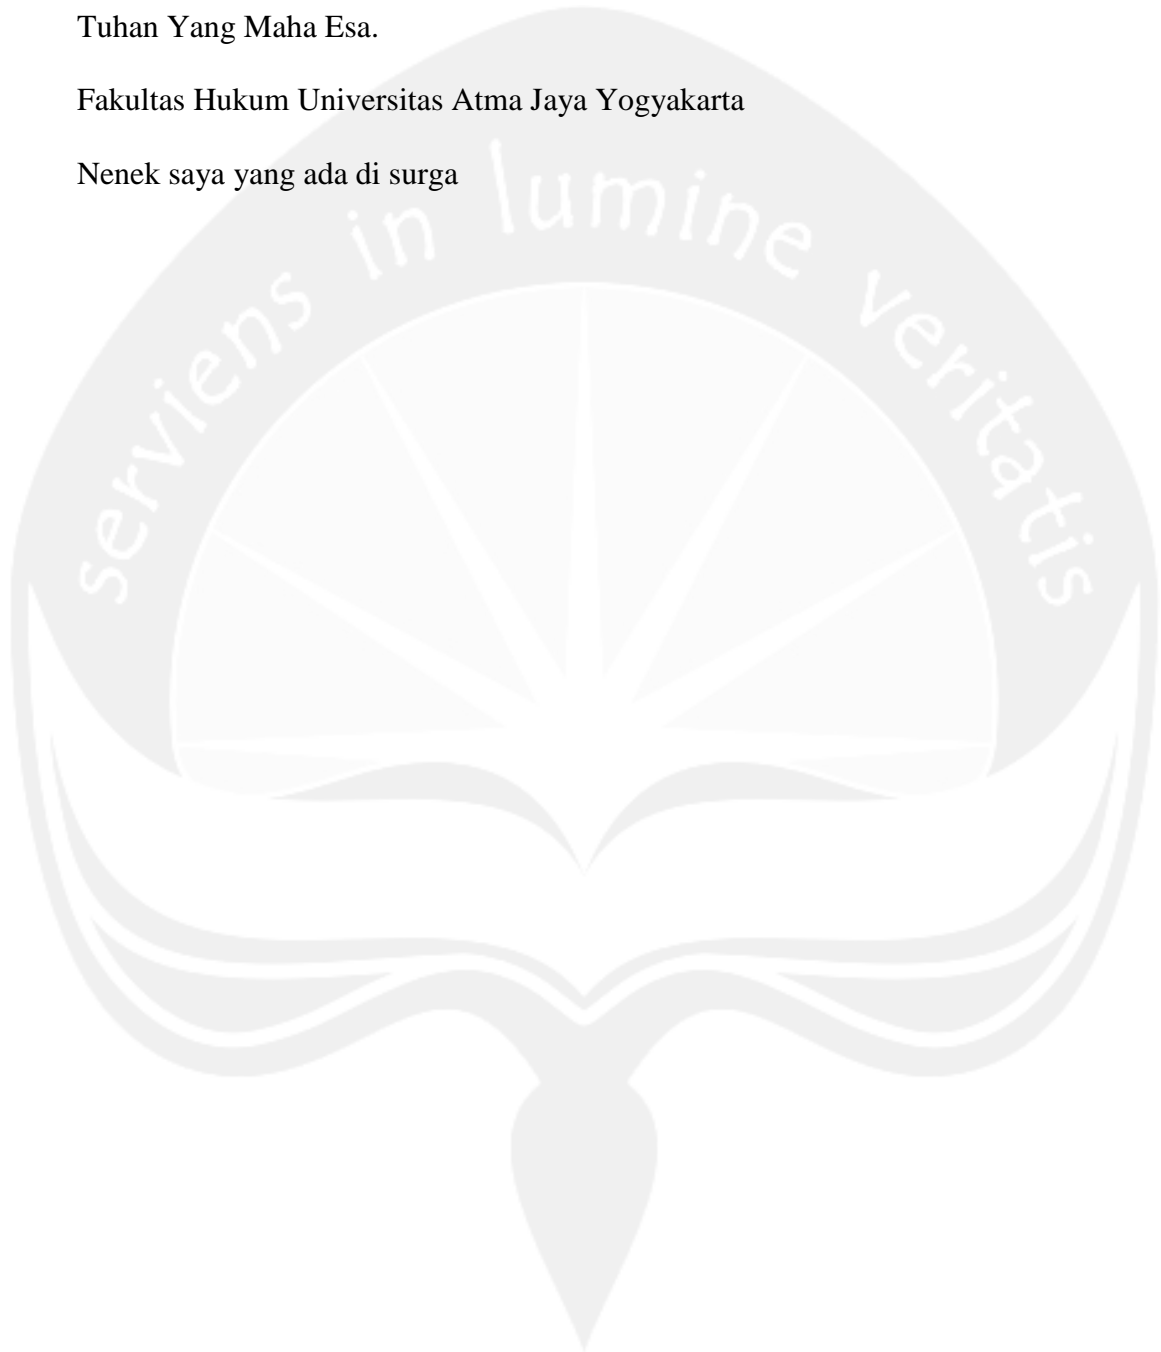 Tuhan Yang Maha Esa.
Fakultas Hukum Universitas Atma Jaya Yogyakarta
Nenek saya yang ada di surga
serviens in lumine veritatis